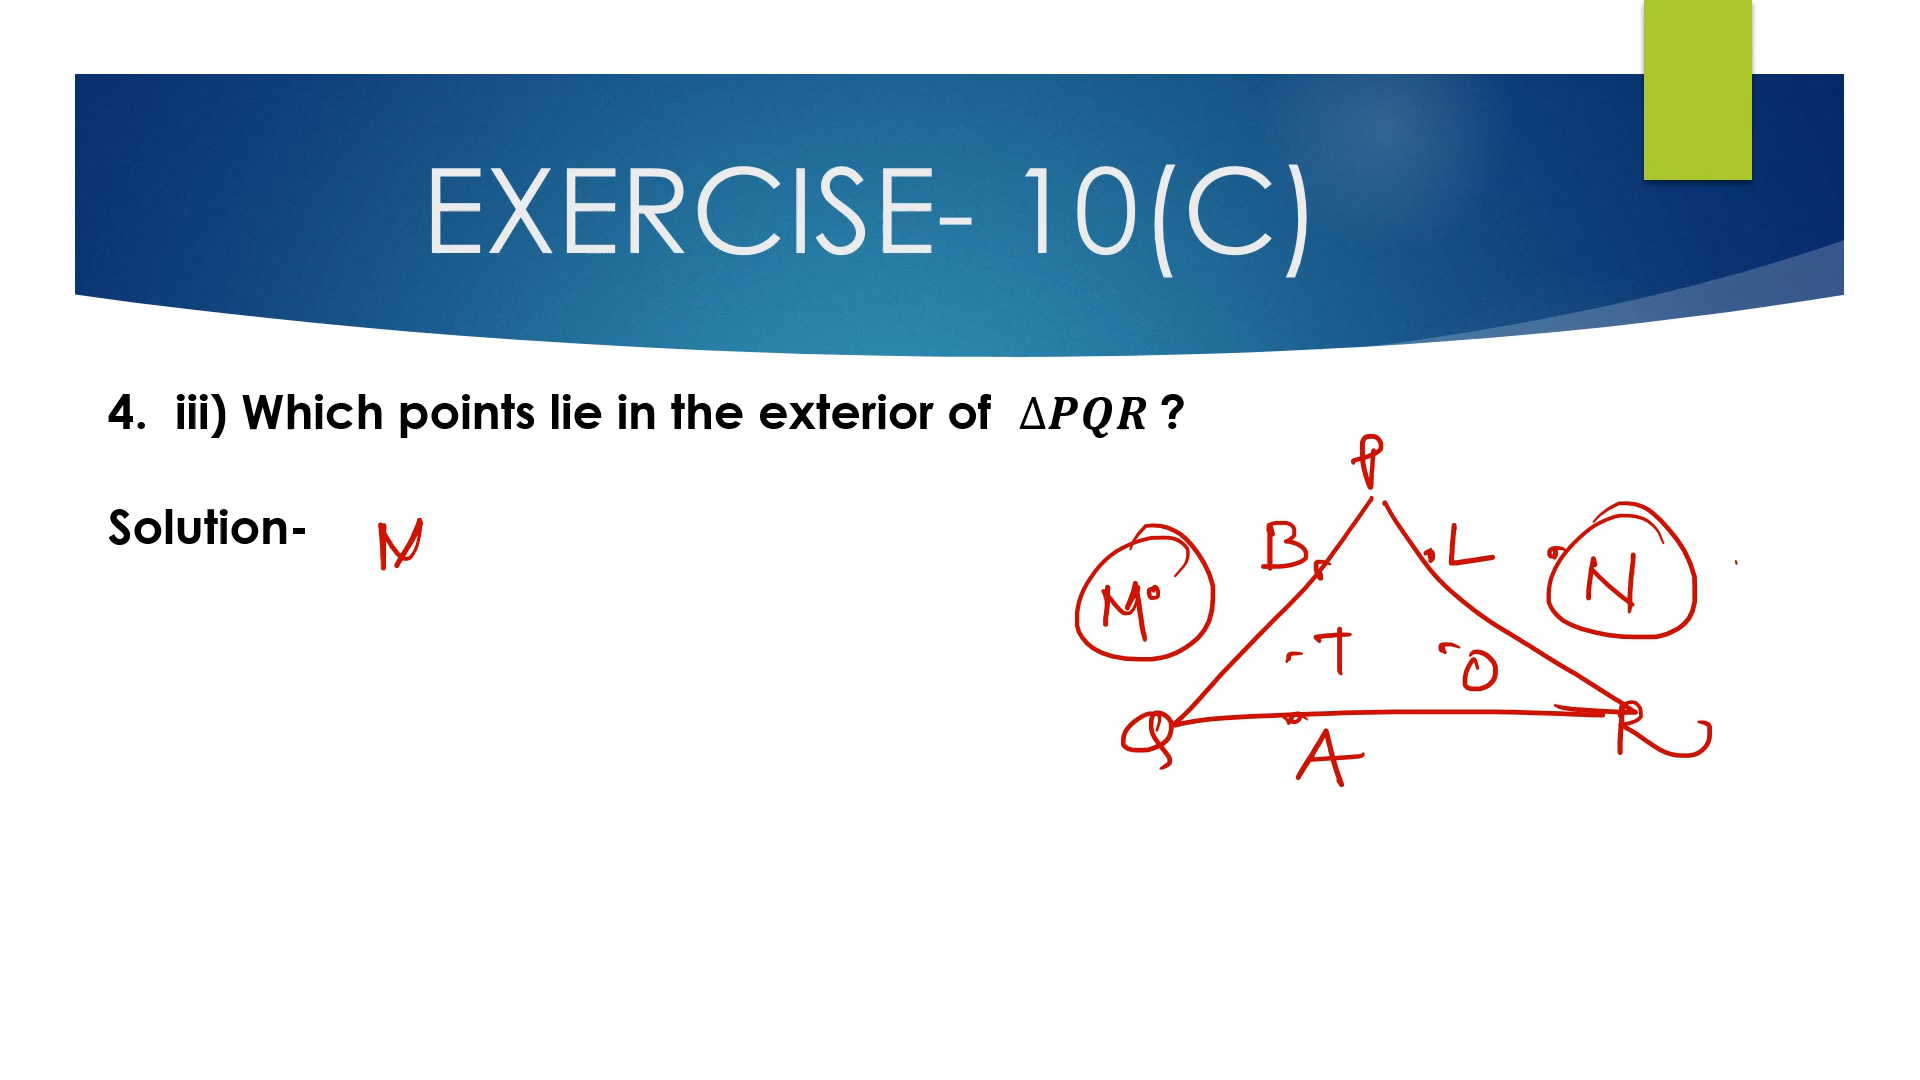 EXERCISE- 10(C)
4. iii) Which points lie in the exterior of ΔPQR ?
P
B L N
Solution-
M
T O
Q R
A